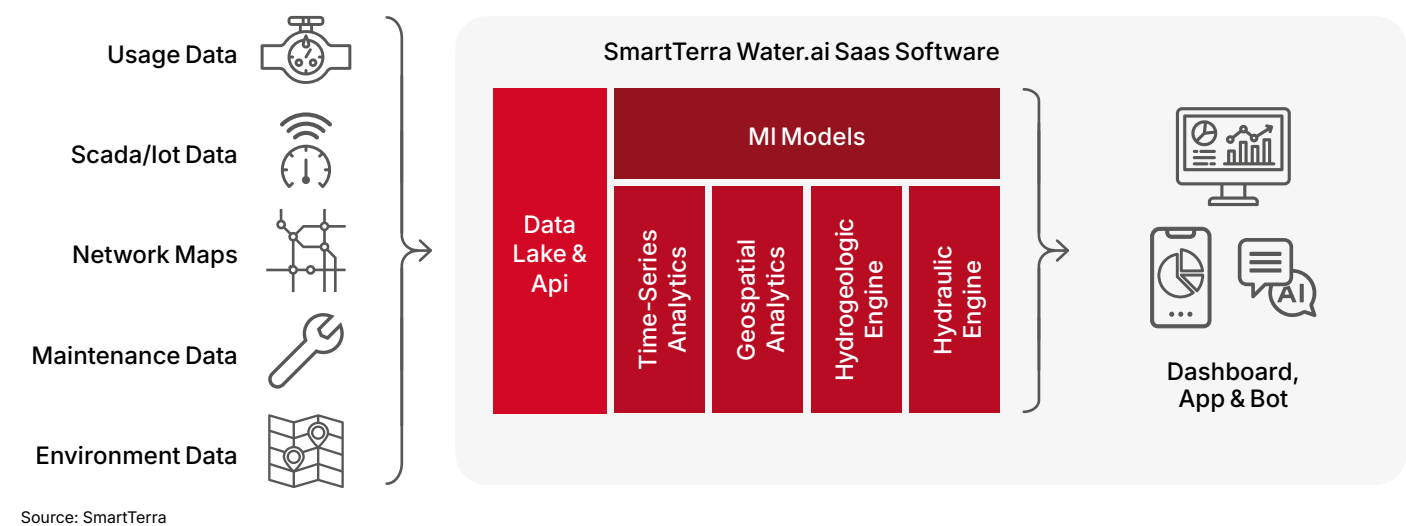 Usage Data
Scada/Iot Data
Network Maps
Maintenance Data
Environment Data
SmartTerra Water.ai Saas Software
Data
Lake &
Api
Ml Models
Time-Series
Analytics
Geospatial
Analytics
Hydrogeologic
Engine
Hydraulic
Engine
AI
Dashboard,
App & Bot
Source: SmartTerra